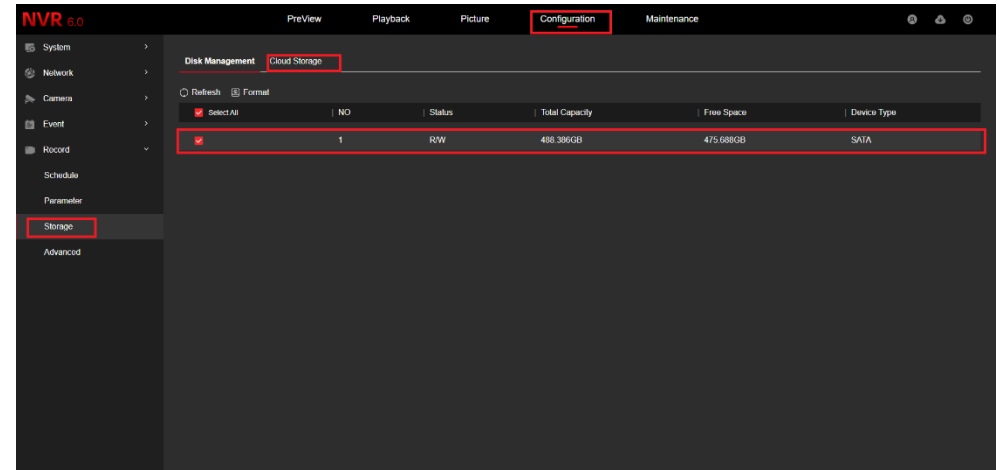 NVR 6.0 PreView Playback Picture Configuration Maintenance
System
Network
Camera
Event
Record
Schedule
Parameter
Storage
Advanced
Disk Management Cloud Storage
Refresh Format
Select All NO Status Total Capacity Free Space Device Type
1 R/W 488.386GB 475.688GB SATA